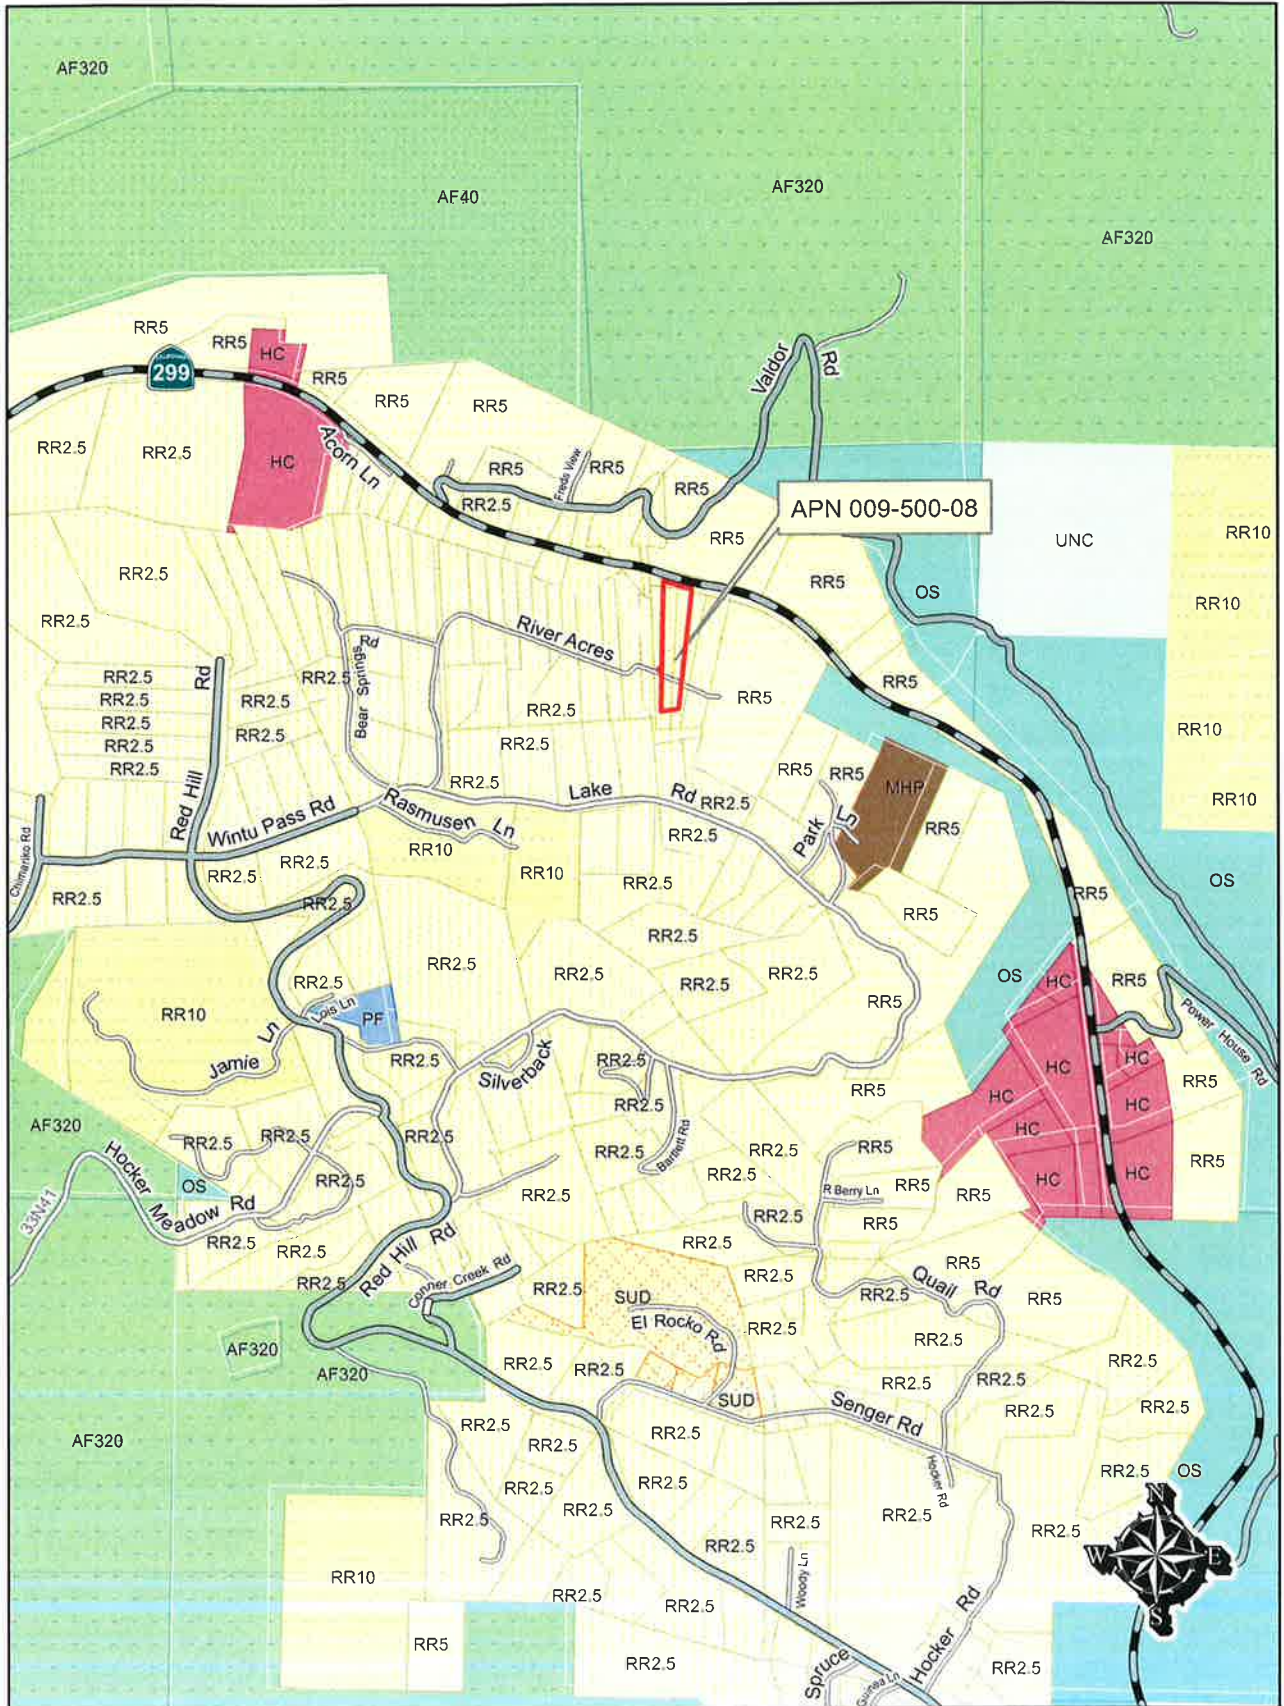 AF320
AF40
AF320
AF320
RR5
RR5
HC
CALIFORNIA
299
RR5
RR5
RR5
Valdor
Rd
RR2.5
RR2.5
HC
Acorn Ln
RR5
Freds View
RR5
RR2.5
RR5
APN 009-500-08
RR5
UNC
RR10
RR2.5
RR5
OS
RR10
RR2.5
River Acres
Rd
Bear Springs
RR2.5
RR2.5
RR2.5
RR2.5
RR2.5
RR2.5
Rd
RR2.5
RR2.5
RR2.5
RR5
RR5
RR2.5
RR10
RR2.5
Lake Rd
RR2.5
RR2.5
RR5
RR5
MHP
RR10
Red Hill
Wintu Pass Rd
Rasmusen Ln
Park Ln
RR5
Chimariko Rd
RR2.5
RR2.5
RR10
RR10
RR2.5
RR2.5
RR2.5
RR5
RR5
OS
RR2.5
RR2.5
RR2.5
RR2.5
RR2.5
RR2.5
OS
HC
RR5
RR10
Lois Ln
PF
RR5
Power House Rd
Jamie Ln
RR2.5
Silverback
RR2.5
HC
HC
RR5
RR2.5
RR5
HC
HC
AF320
RR2.5
RR2.5
RR2.5
RR2.5
Bartlett Rd
RR2.5
RR5
HC
Hocker Meadow Rd
OS
RR2.5
RR2.5
RR2.5
R Berry Ln
RR5
RR5
HC
HC
RR5
33N41
RR2.5
RR2.5
Red Hill Rd
RR2.5
RR5
RR2.5
Conner Creek Rd
RR2.5
RR2.5
RR5
SUD
RR2.5
Quail Rd
RR5
El Rocko Rd
RR2.5
RR2.5
AF320
AF320
RR2.5
RR2.5
RR2.5
RR2.5
RR2.5
SUD
Senger Rd
RR2.5
RR2.5
AF320
RR2.5
RR2.5
RR2.5
RR2.5
RR2.5
OS
RR2.5
Hocker Rd
N
RR2.5
RR2.5
RR2.5
RR2.5
RR2.5
RR2.5
W
E
RR10
RR2.5
RR2.5
Woody Ln
S
RR5
RR2.5
Spruce
Guinea Ln
Hocker Rd
RR2.5